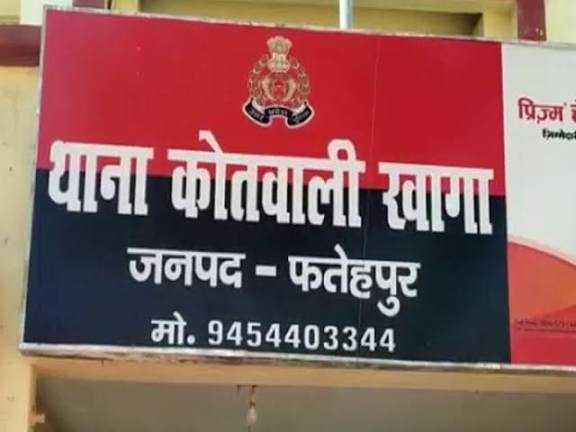 थाना कोतवाली खागा
जनपद - फतेहपुर
मो. 9454403344
प्रिज़्म
ज़िम्मेदारी